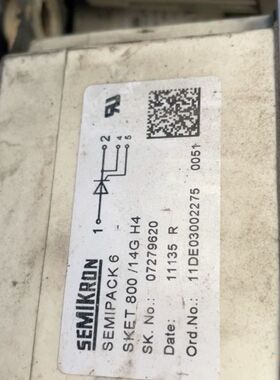 SEMIKRON
SEMIPACK 6
SKET 800 /14G H4
SK. No.: 07279620
Date: 11135 R
Ord.No.: 11DE03002275 0051
1
2
5
4